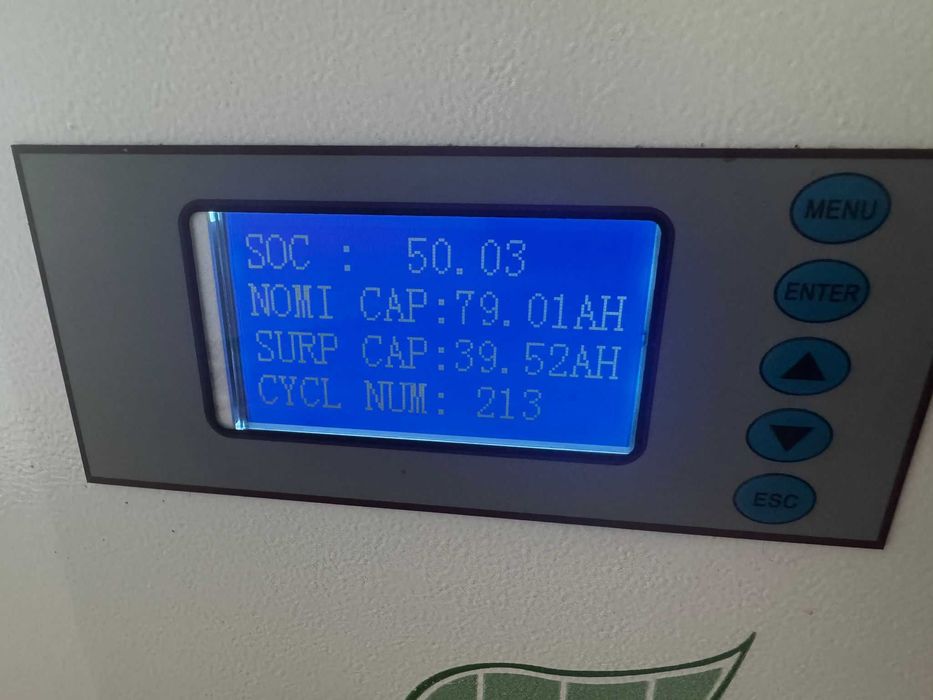 SOC : 50.03
NOMI CAP:79.01AH
SURP CAP:39.52AH
CYCL NUM: 213
MENU
ENTER
ESC